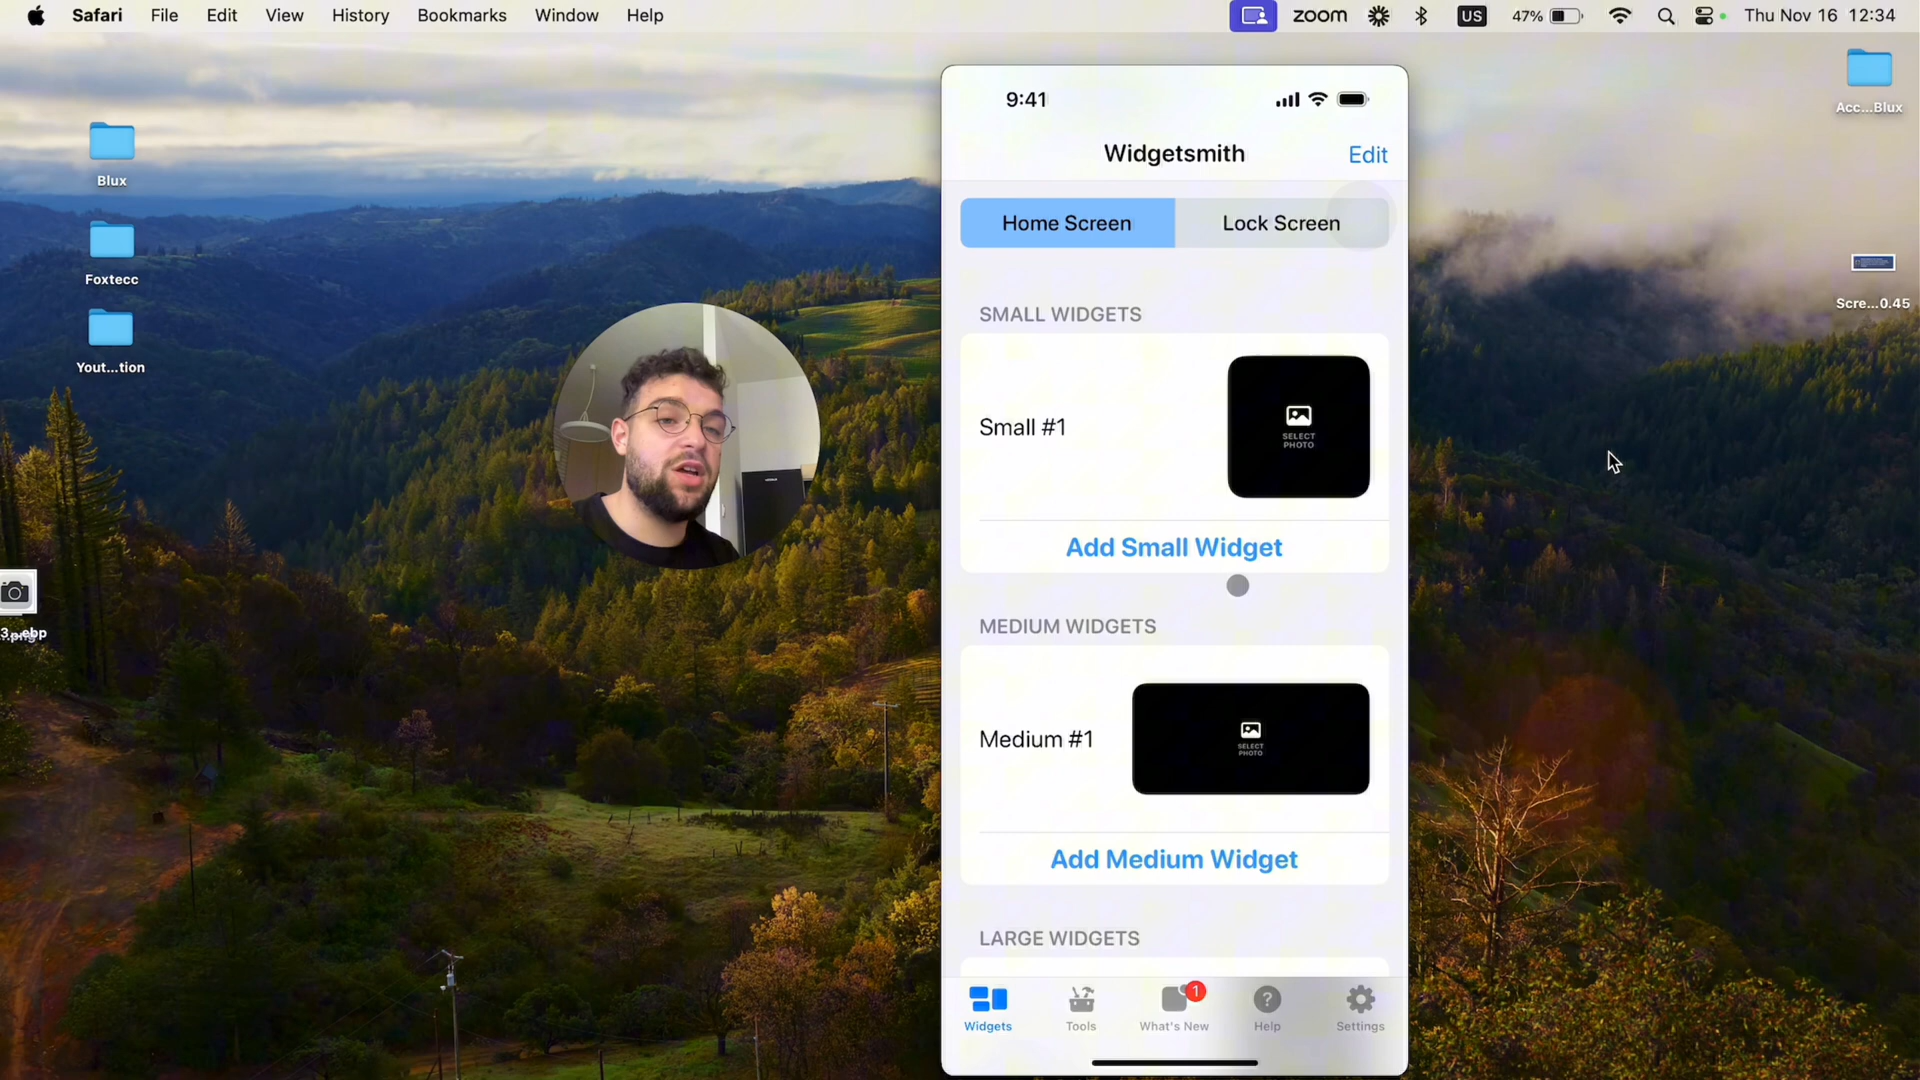 Safari File Edit View History Bookmarks Window Help zoom US 47% Thu Nov 16 12:34
Acc...Blux
Blux
Foxtecc
Yout...tion
Scre...0.45
9:41
Widgetsmith Edit
Home Screen Lock Screen
SMALL WIDGETS
Small #1
SELECT
PHOTO
Add Small Widget
MEDIUM WIDGETS
Medium #1
SELECT
PHOTO
Add Medium Widget
LARGE WIDGETS
1
?
Widgets Tools What's New Help Settings